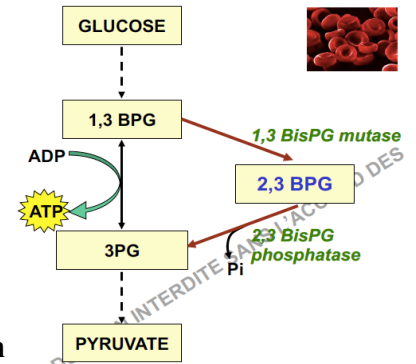 GLUCOSE
1,3 BPG
1,3 BisPG mutase
ADP
2,3 BPG
ATP
3PG
2,3 BisPG
phosphatase
Pi
INTERDITE SANS L'ACCORD DES
PYRUVATE